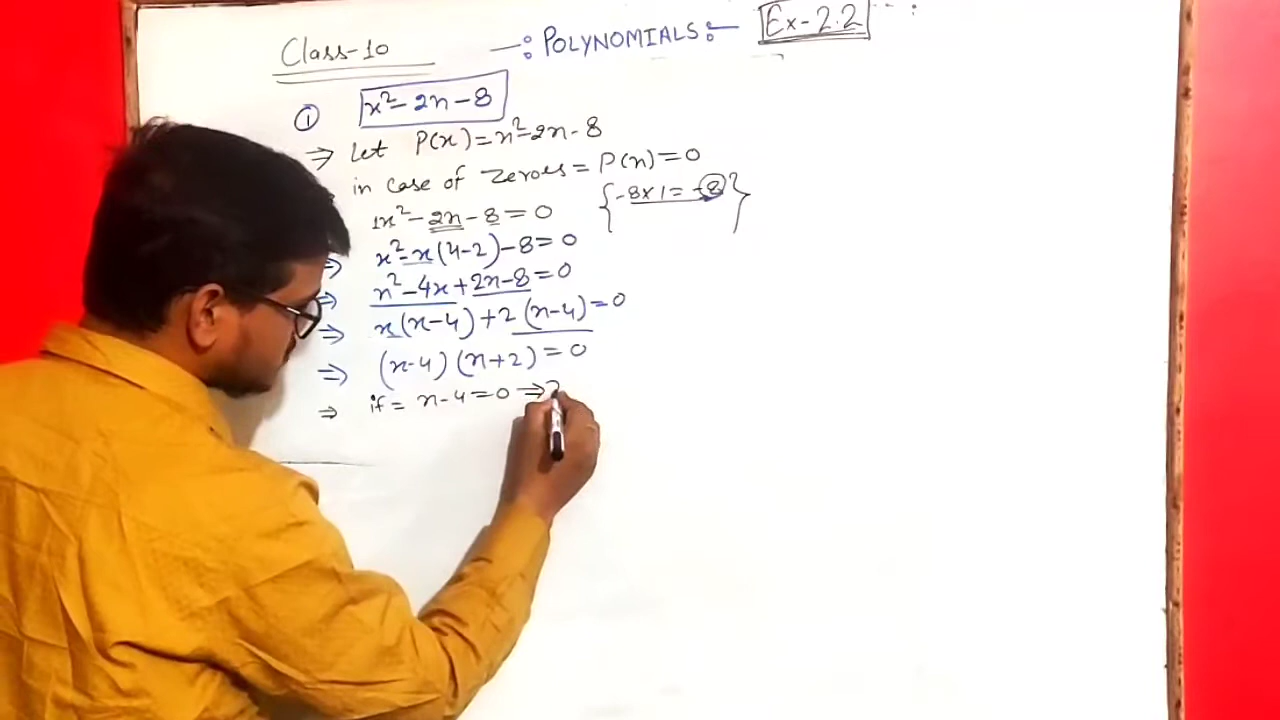 Class-10
—: POLYNOMIALS :—
Ex-2.2
① x²-2x-8
⇒ Let P(x)=x²-2x-8
in case of Zeroes = P(x)=0
1x²-2x-8=0 {-8×1=-8}
⇒ x²-x(4-2)-8=0
⇒ x²-4x+2x-8=0
⇒ x(x-4)+2(x-4)=0
⇒ (x-4)(x+2)=0
⇒ if = x-4=0 ⇒